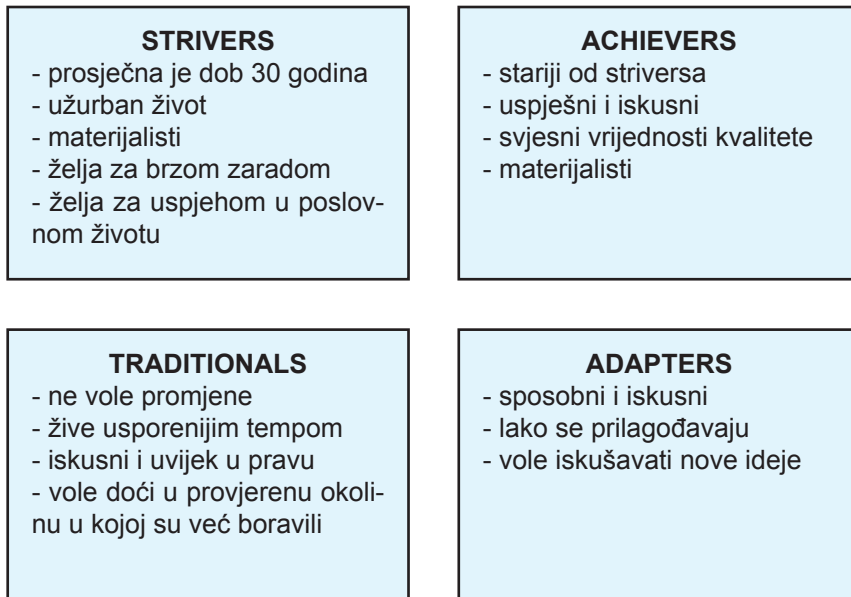 STRIVERS
- prosječna je dob 30 godina
- užurban život
- materijalisti
- želja za brzom zaradom
- želja za uspjehom u poslov-
nom životu
ACHIEVERS
- stariji od striversa
- uspješni i iskusni
- svjesni vrijednosti kvalitete
- materijalisti
TRADITIONALS
- ne vole promjene
- žive usporenijim tempom
- iskusni i uvijek u pravu
- vole doći u provjerenu okoli-
nu u kojoj su već boravili
ADAPTERS
- sposobni i iskusni
- lako se prilagođavaju
- vole iskušavati nove ideje